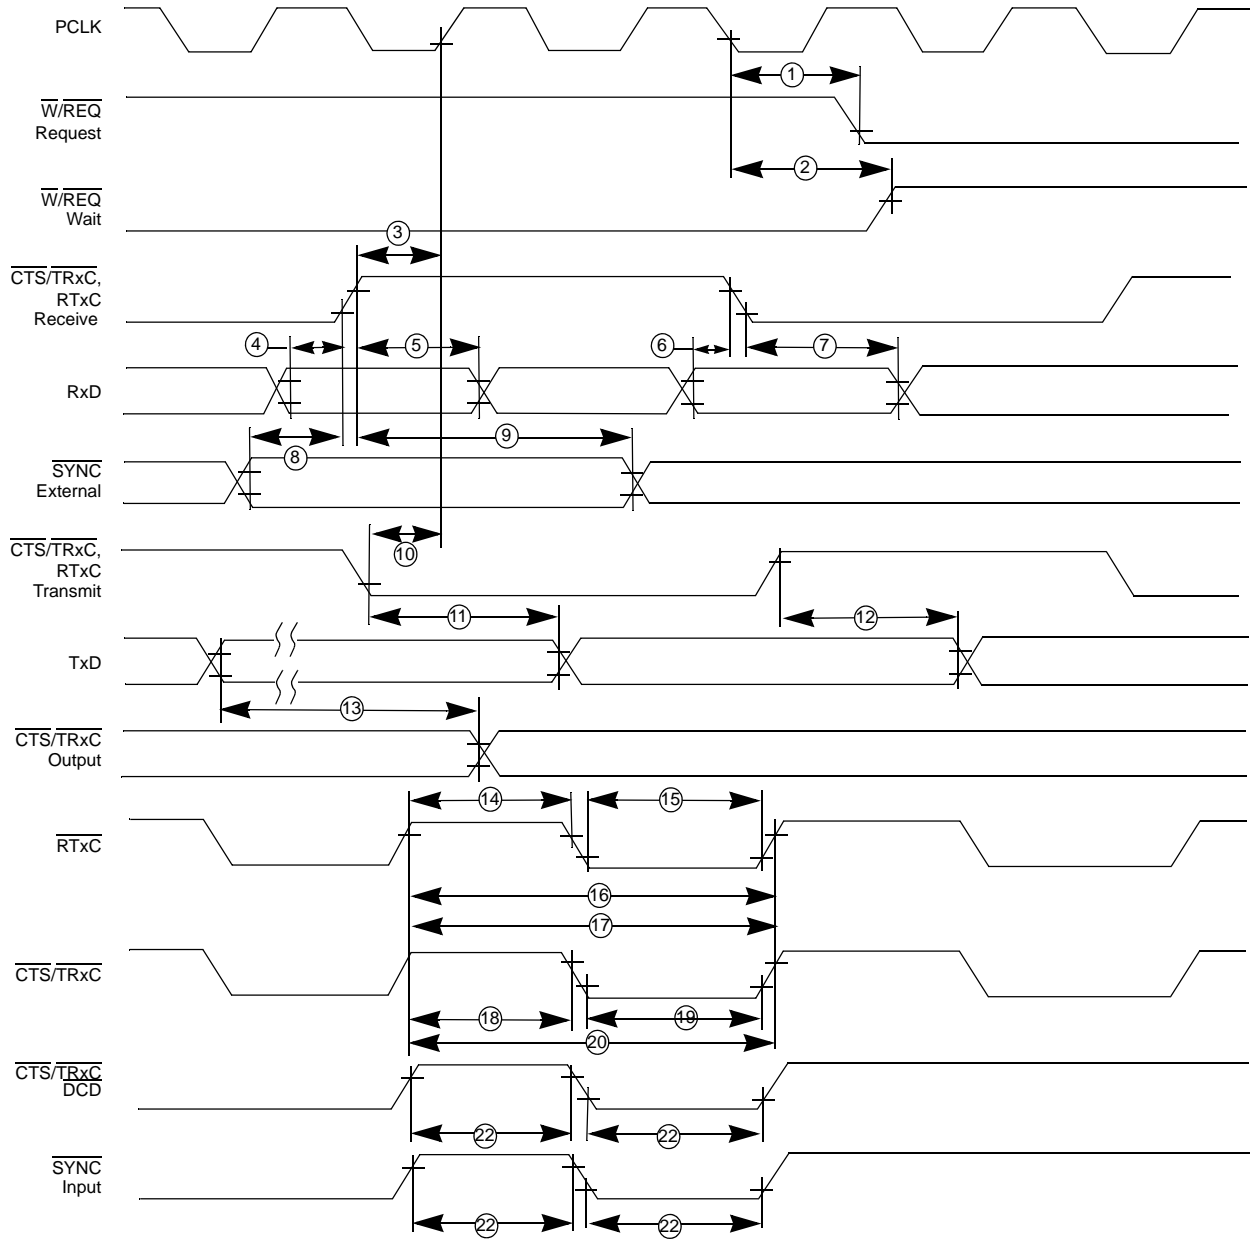 PCLK
1
W/REQ
Request
2
W/REQ
Wait
3
CTS/TRxC,
RTxC
Receive
4
5
6
7
RxD
8
9
SYNC
External
10
CTS/TRxC,
RTxC
Transmit
11
12
TxD
13
CTS/TRxC
Output
14
15
RTxC
16
17
CTS/TRxC
18
19
20
CTS/TRxC
DCD
22
22
SYNC
Input
22
22